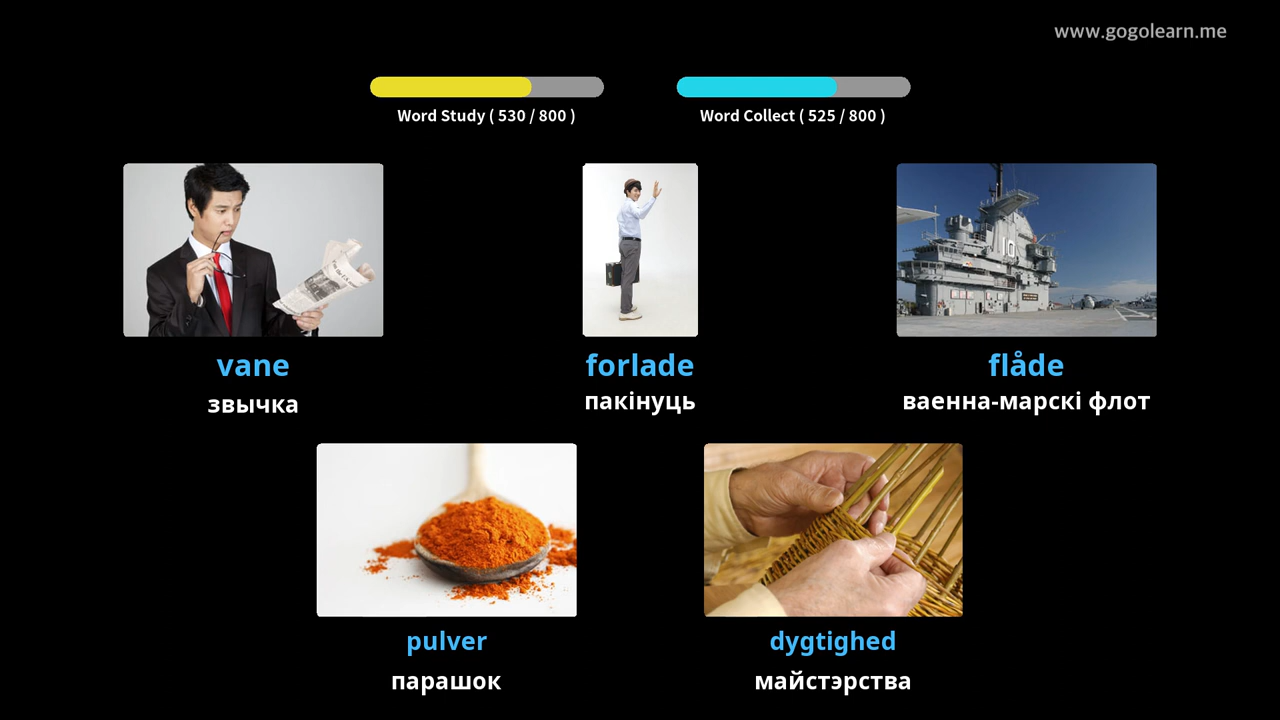 www.gogolearn.me
Word Study ( 530 / 800 )
Word Collect ( 525 / 800 )
vane
звычка
forlade
пакінуць
flåde
ваенна-марскі флот
pulver
парашок
dygtighed
майстэрства